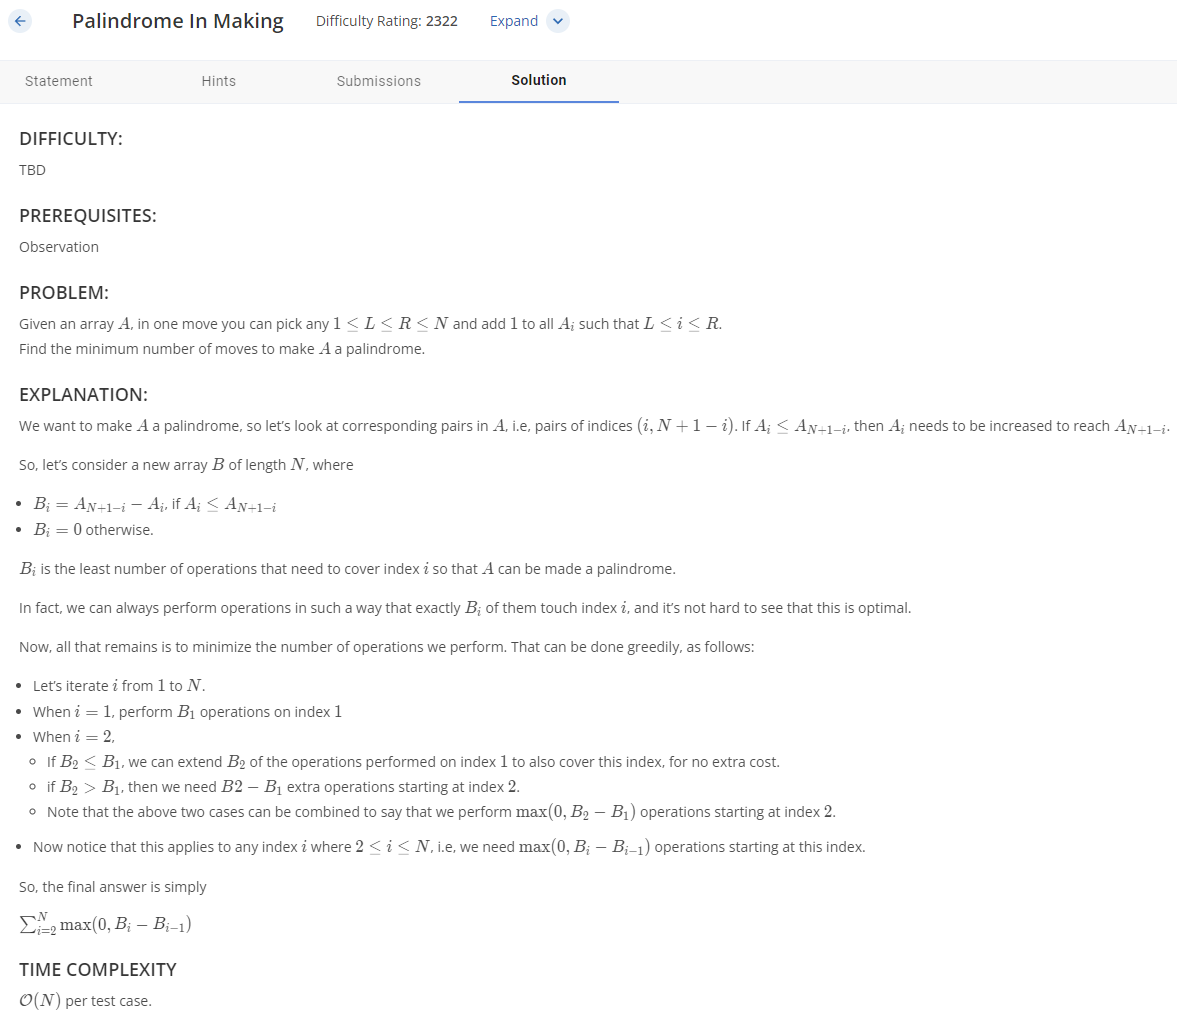 Palindrome In Making Difficulty Rating: 2322 Expand
Statement Hints Submissions Solution
DIFFICULTY:
TBD
PREREQUISITES:
Observation
PROBLEM:
Given an array A, in one move you can pick any 1 ≤ L ≤ R ≤ N and add 1 to all A_i such that L ≤ i ≤ R.
Find the minimum number of moves to make A a palindrome.
EXPLANATION:
We want to make A a palindrome, so let's look at corresponding pairs in A, i.e, pairs of indices (i, N + 1 − i). If A_i ≤ A_{N+1−i}, then A_i needs to be increased to reach A_{N+1−i}.
So, let's consider a new array B of length N, where
• B_i = A_{N+1−i} − A_i, if A_i ≤ A_{N+1−i}
• B_i = 0 otherwise.
B_i is the least number of operations that need to cover index i so that A can be made a palindrome.
In fact, we can always perform operations in such a way that exactly B_i of them touch index i, and it's not hard to see that this is optimal.
Now, all that remains is to minimize the number of operations we perform. That can be done greedily, as follows:
• Let's iterate i from 1 to N.
• When i = 1, perform B_1 operations on index 1
• When i = 2,
◦ If B_2 ≤ B_1, we can extend B_2 of the operations performed on index 1 to also cover this index, for no extra cost.
◦ if B_2 > B_1, then we need B2 − B_1 extra operations starting at index 2.
◦ Note that the above two cases can be combined to say that we perform max(0, B_2 − B_1) operations starting at index 2.
• Now notice that this applies to any index i where 2 ≤ i ≤ N, i.e, we need max(0, B_i − B_{i−1}) operations starting at this index.
So, the final answer is simply
∑_{i=2}^{N} max(0, B_i − B_{i−1})
TIME COMPLEXITY
O(N) per test case.